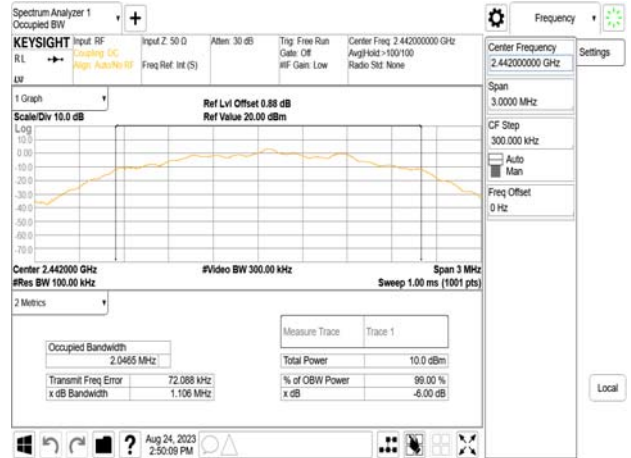 Spectrum Analyzer 1
Occupied BW
Frequency
KEYSIGHT
Input: RF
Coupling: DC
Align: Auto/No RF
Input Z: 50 Ω
Freq Ref: Int (S)
Atten: 30 dB
Trig: Free Run
Gate: Off
#IF Gain: Low
Center Freq: 2.442000000 GHz
Avg|Hold:>100/100
Radio Std: None
R L
Center Frequency
2.442000000 GHz
Settings
Span
3.0000 MHz
CF Step
300.000 kHz
Auto
Man
Freq Offset
0 Hz
Local
1 Graph
Scale/Div 10.0 dB
Ref Lvl Offset 0.88 dB
Ref Value 20.00 dBm
Log
10.0
0.00
-10.0
-20.0
-30.0
-40.0
-50.0
-60.0
-70.0
Center 2.442000 GHz
#Res BW 100.00 kHz
#Video BW 300.00 kHz
Span 3 MHz
Sweep 1.00 ms (1001 pts)
2 Metrics
Measure Trace
Trace 1
Occupied Bandwidth
2.0465 MHz
Total Power
10.0 dBm
Transmit Freq Error
72.088 kHz
% of OBW Power
99.00 %
x dB Bandwidth
1.106 MHz
x dB
-6.00 dB
Aug 24, 2023
2:50:09 PM